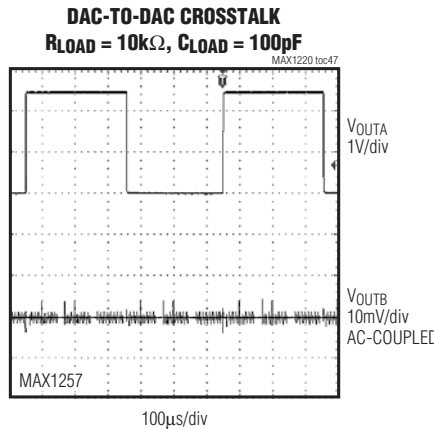 DAC-TO-DAC CROSSTALK
RLOAD = 10kΩ, CLOAD = 100pF
MAX1220 toc47
VOUTA
1V/div
VOUTB
10mV/div
AC-COUPLED
MAX1257
100μs/div